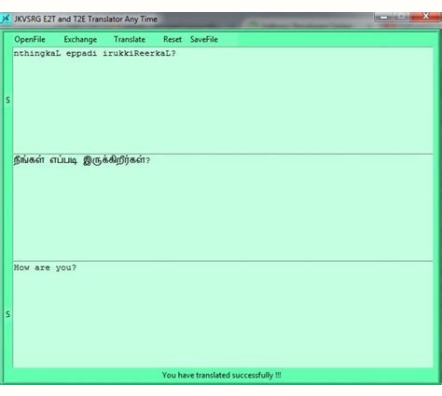 JKVSRG E2T and T2E Translator Any Time
OpenFile Exchange Translate Reset SaveFile
nthingkaL eppadi irukkiReerkaL?
S
நீங்கள் எப்படி இருக்கிறீர்கள்?
How are you?
S
You have translated successfully !!!